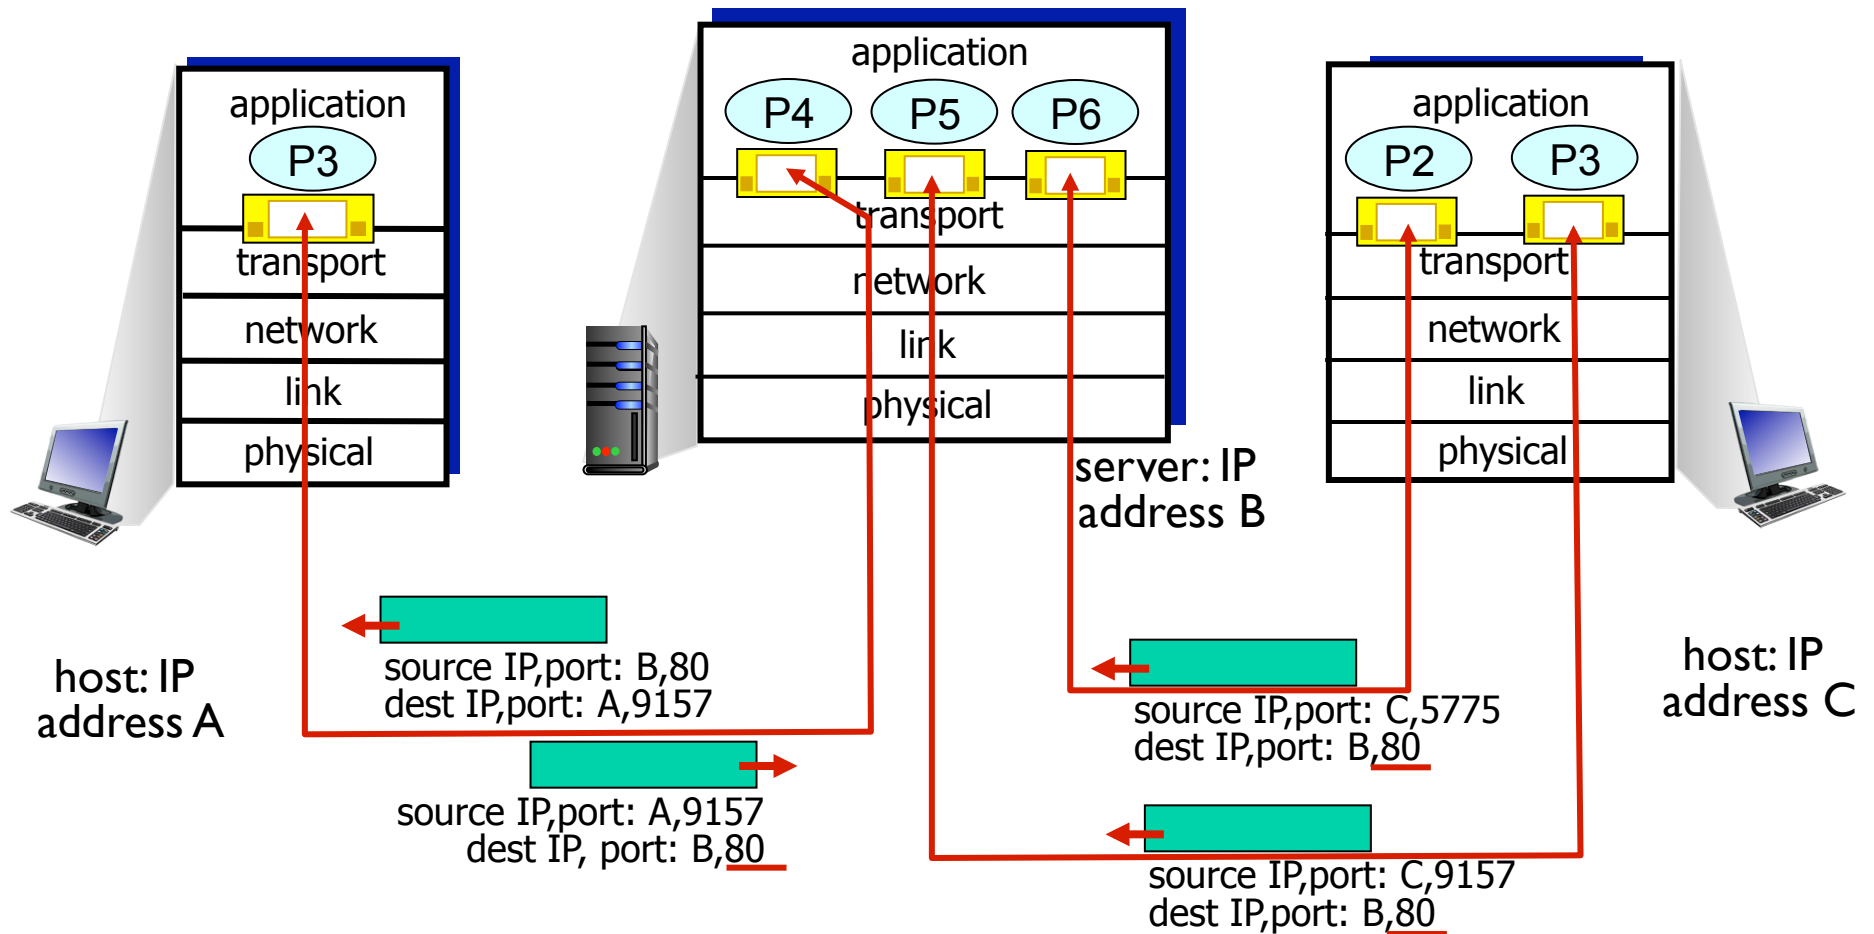 application
P3
transport
network
link
physical
host: IP
address A
application
P4
P5
P6
transport
network
link
physical
server: IP
address B
application
P2
P3
transport
network
link
physical
host: IP
address C
source IP,port: B,80
dest IP,port: A,9157
source IP,port: A,9157
dest IP, port: B,80
source IP,port: C,5775
dest IP,port: B,80
source IP,port: C,9157
dest IP,port: B,80